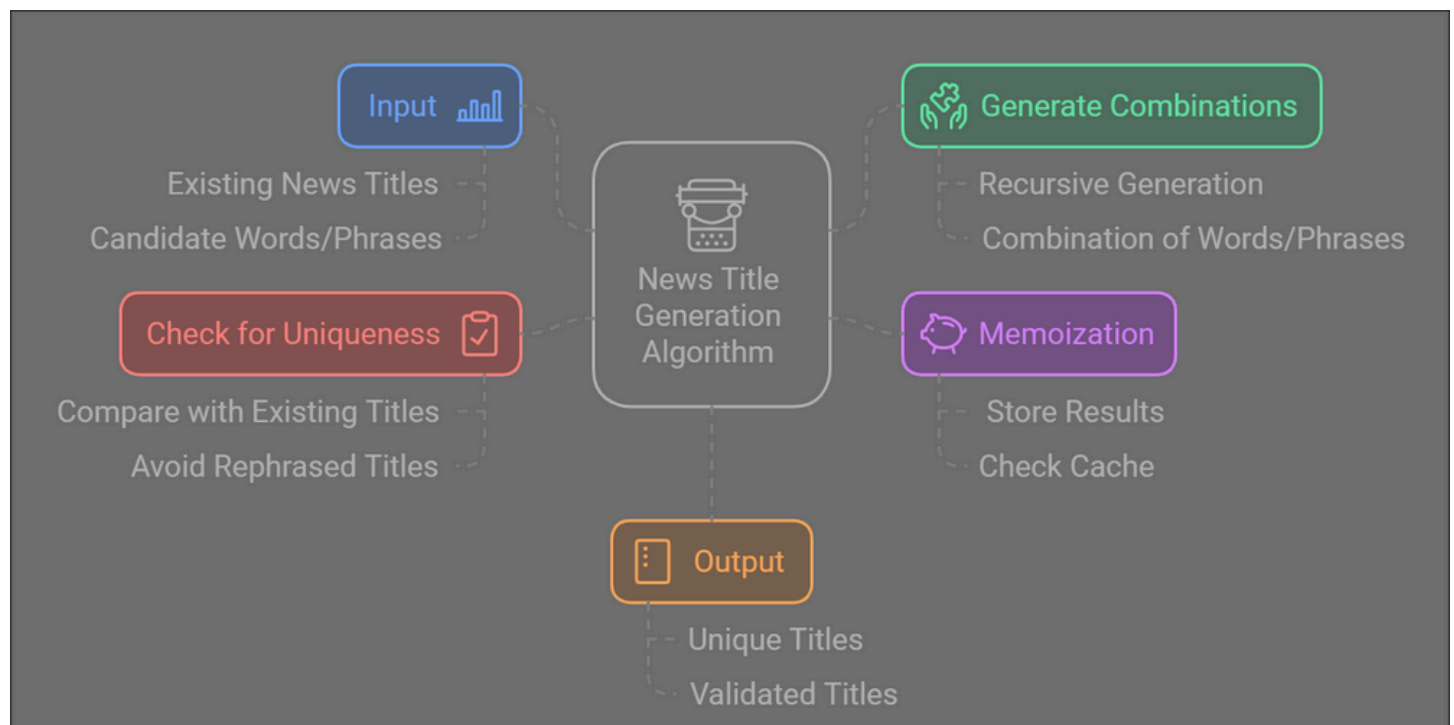 Input
Existing News Titles
Candidate Words/Phrases
Check for Uniqueness
Compare with Existing Titles
Avoid Rephrased Titles
News Title
Generation
Algorithm
Generate Combinations
Recursive Generation
Combination of Words/Phrases
Memoization
Store Results
Check Cache
Output
Unique Titles
Validated Titles